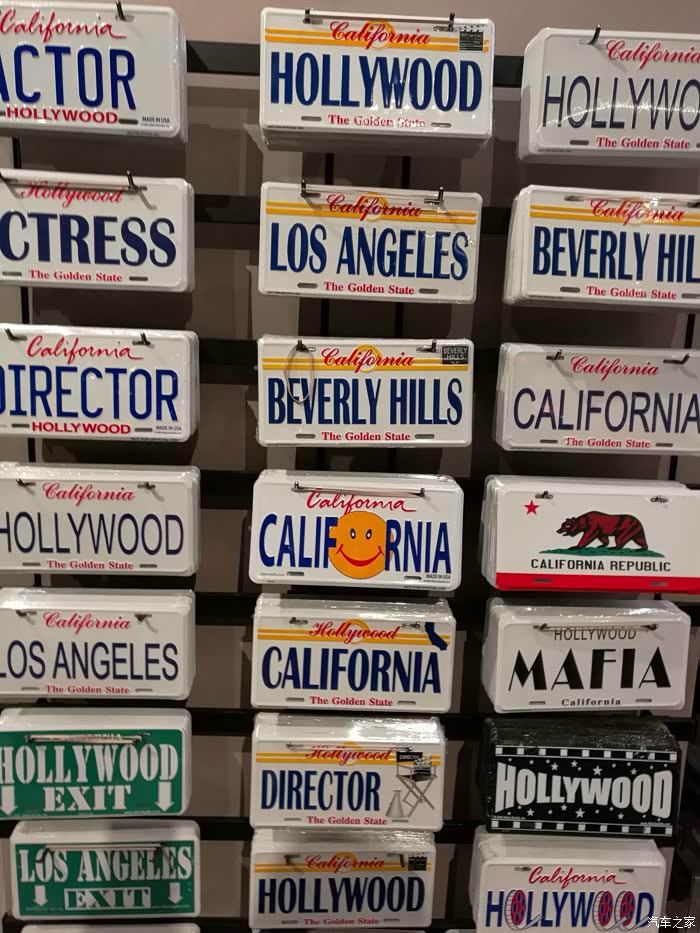 California
ACTOR
HOLLYWOOD
MADE IN USA
Hollywood
CTRESS
The Golden State
California
DIRECTOR
HOLLYWOOD
MADE IN USA
California
HOLLYWOOD
The Golden State
California
LOS ANGELES
The Golden State
HOLLYWOOD
EXIT
LOS ANGELES
EXIT
California
HOLLYWOOD
The Golden State
California
LOS ANGELES
The Golden State
California
BEVERLY HILLS
BEVERLY HILLS
The Golden State
California
CALIF RNIA
MADE IN USA
Hollywood
CALIFORNIA
The Golden State
Hollywood
DIRECTOR
DIRECTOR
The Golden State
California
HOLLYWOOD
The Golden State
California
HOLLYWO
The Golden State
California
BEVERLY HIL
The Golden State
California
CALIFORNIA
The Golden State
CALIFORNIA REPUBLIC
HOLLYWOOD
MAFIA
California
HOLLYWOOD
California
HOLLYWOOD
汽车之家